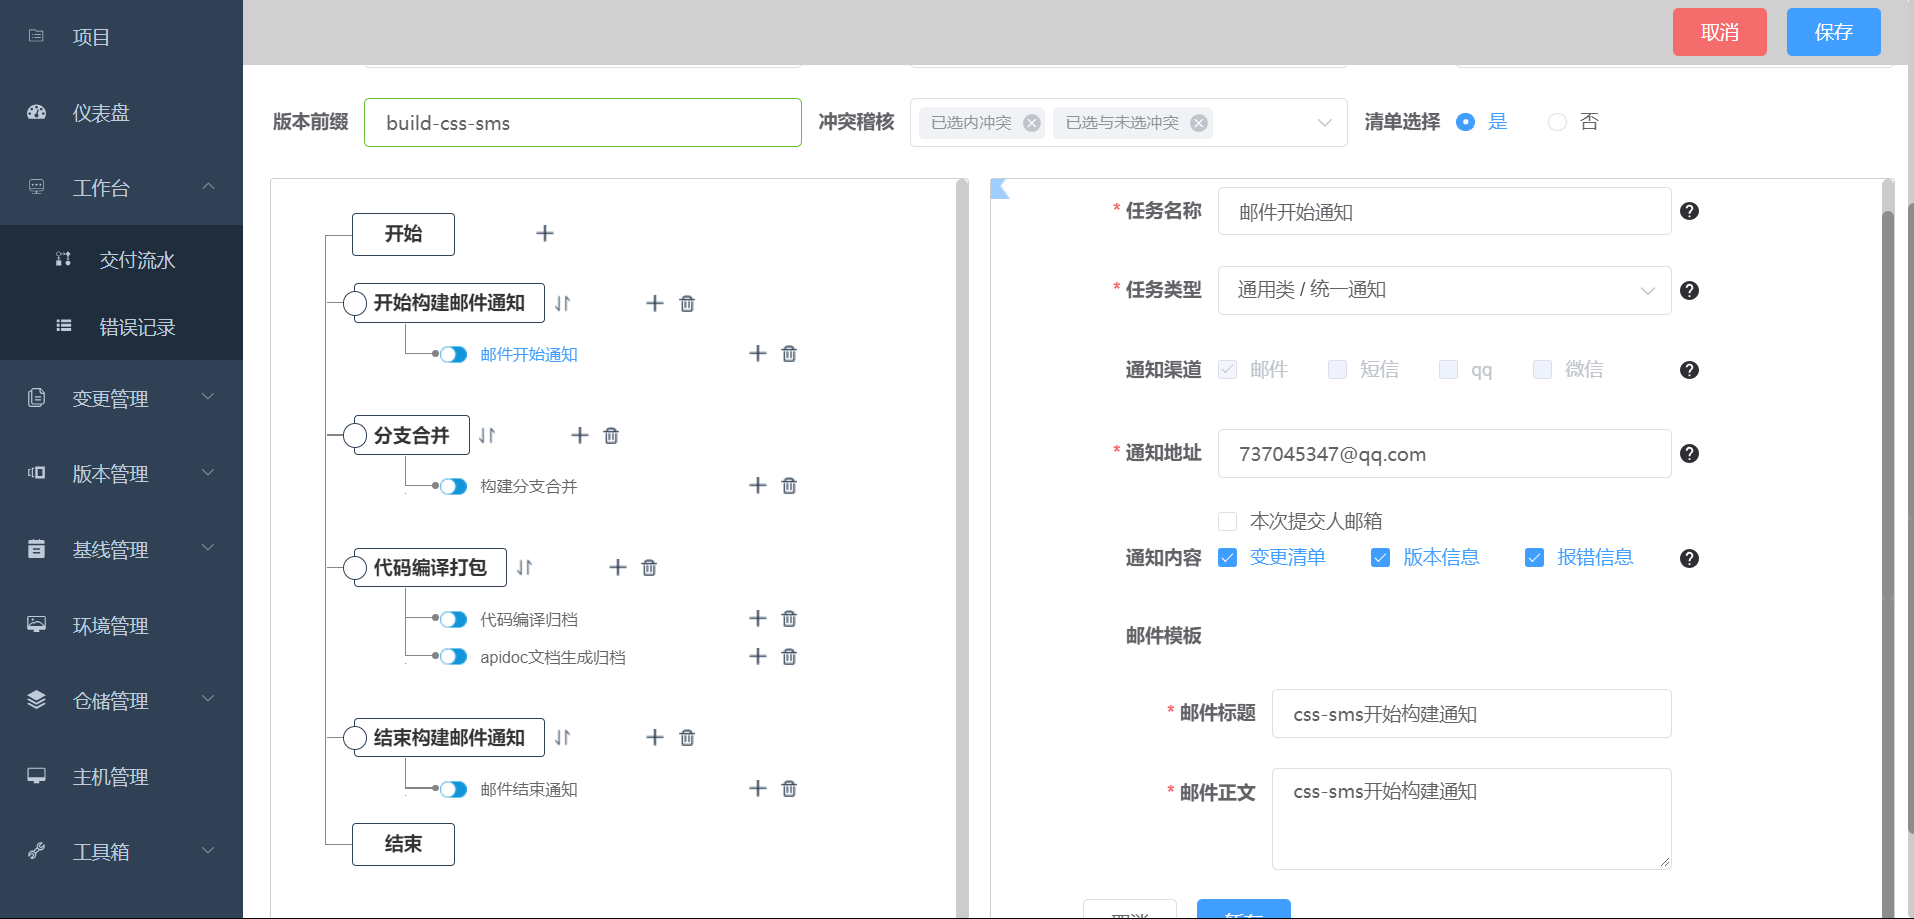 项目
仪表盘
工作台
交付流水
错误记录
变更管理
版本管理
基线管理
环境管理
仓储管理
主机管理
工具箱
取消
保存
版本前缀
build-css-sms
冲突稽核
已选内冲突
已选与未选冲突
清单选择
是
否
开始
开始构建邮件通知
邮件开始通知
分支合并
构建分支合并
代码编译打包
代码编译归档
apidoc文档生成归档
结束构建邮件通知
邮件结束通知
结束
* 任务名称
邮件开始通知
* 任务类型
通用类 / 统一通知
通知渠道
邮件
短信
qq
微信
* 通知地址
737045347@qq.com
本次提交人邮箱
通知内容
变更清单
版本信息
报错信息
邮件模板
* 邮件标题
css-sms开始构建通知
* 邮件正文
css-sms开始构建通知